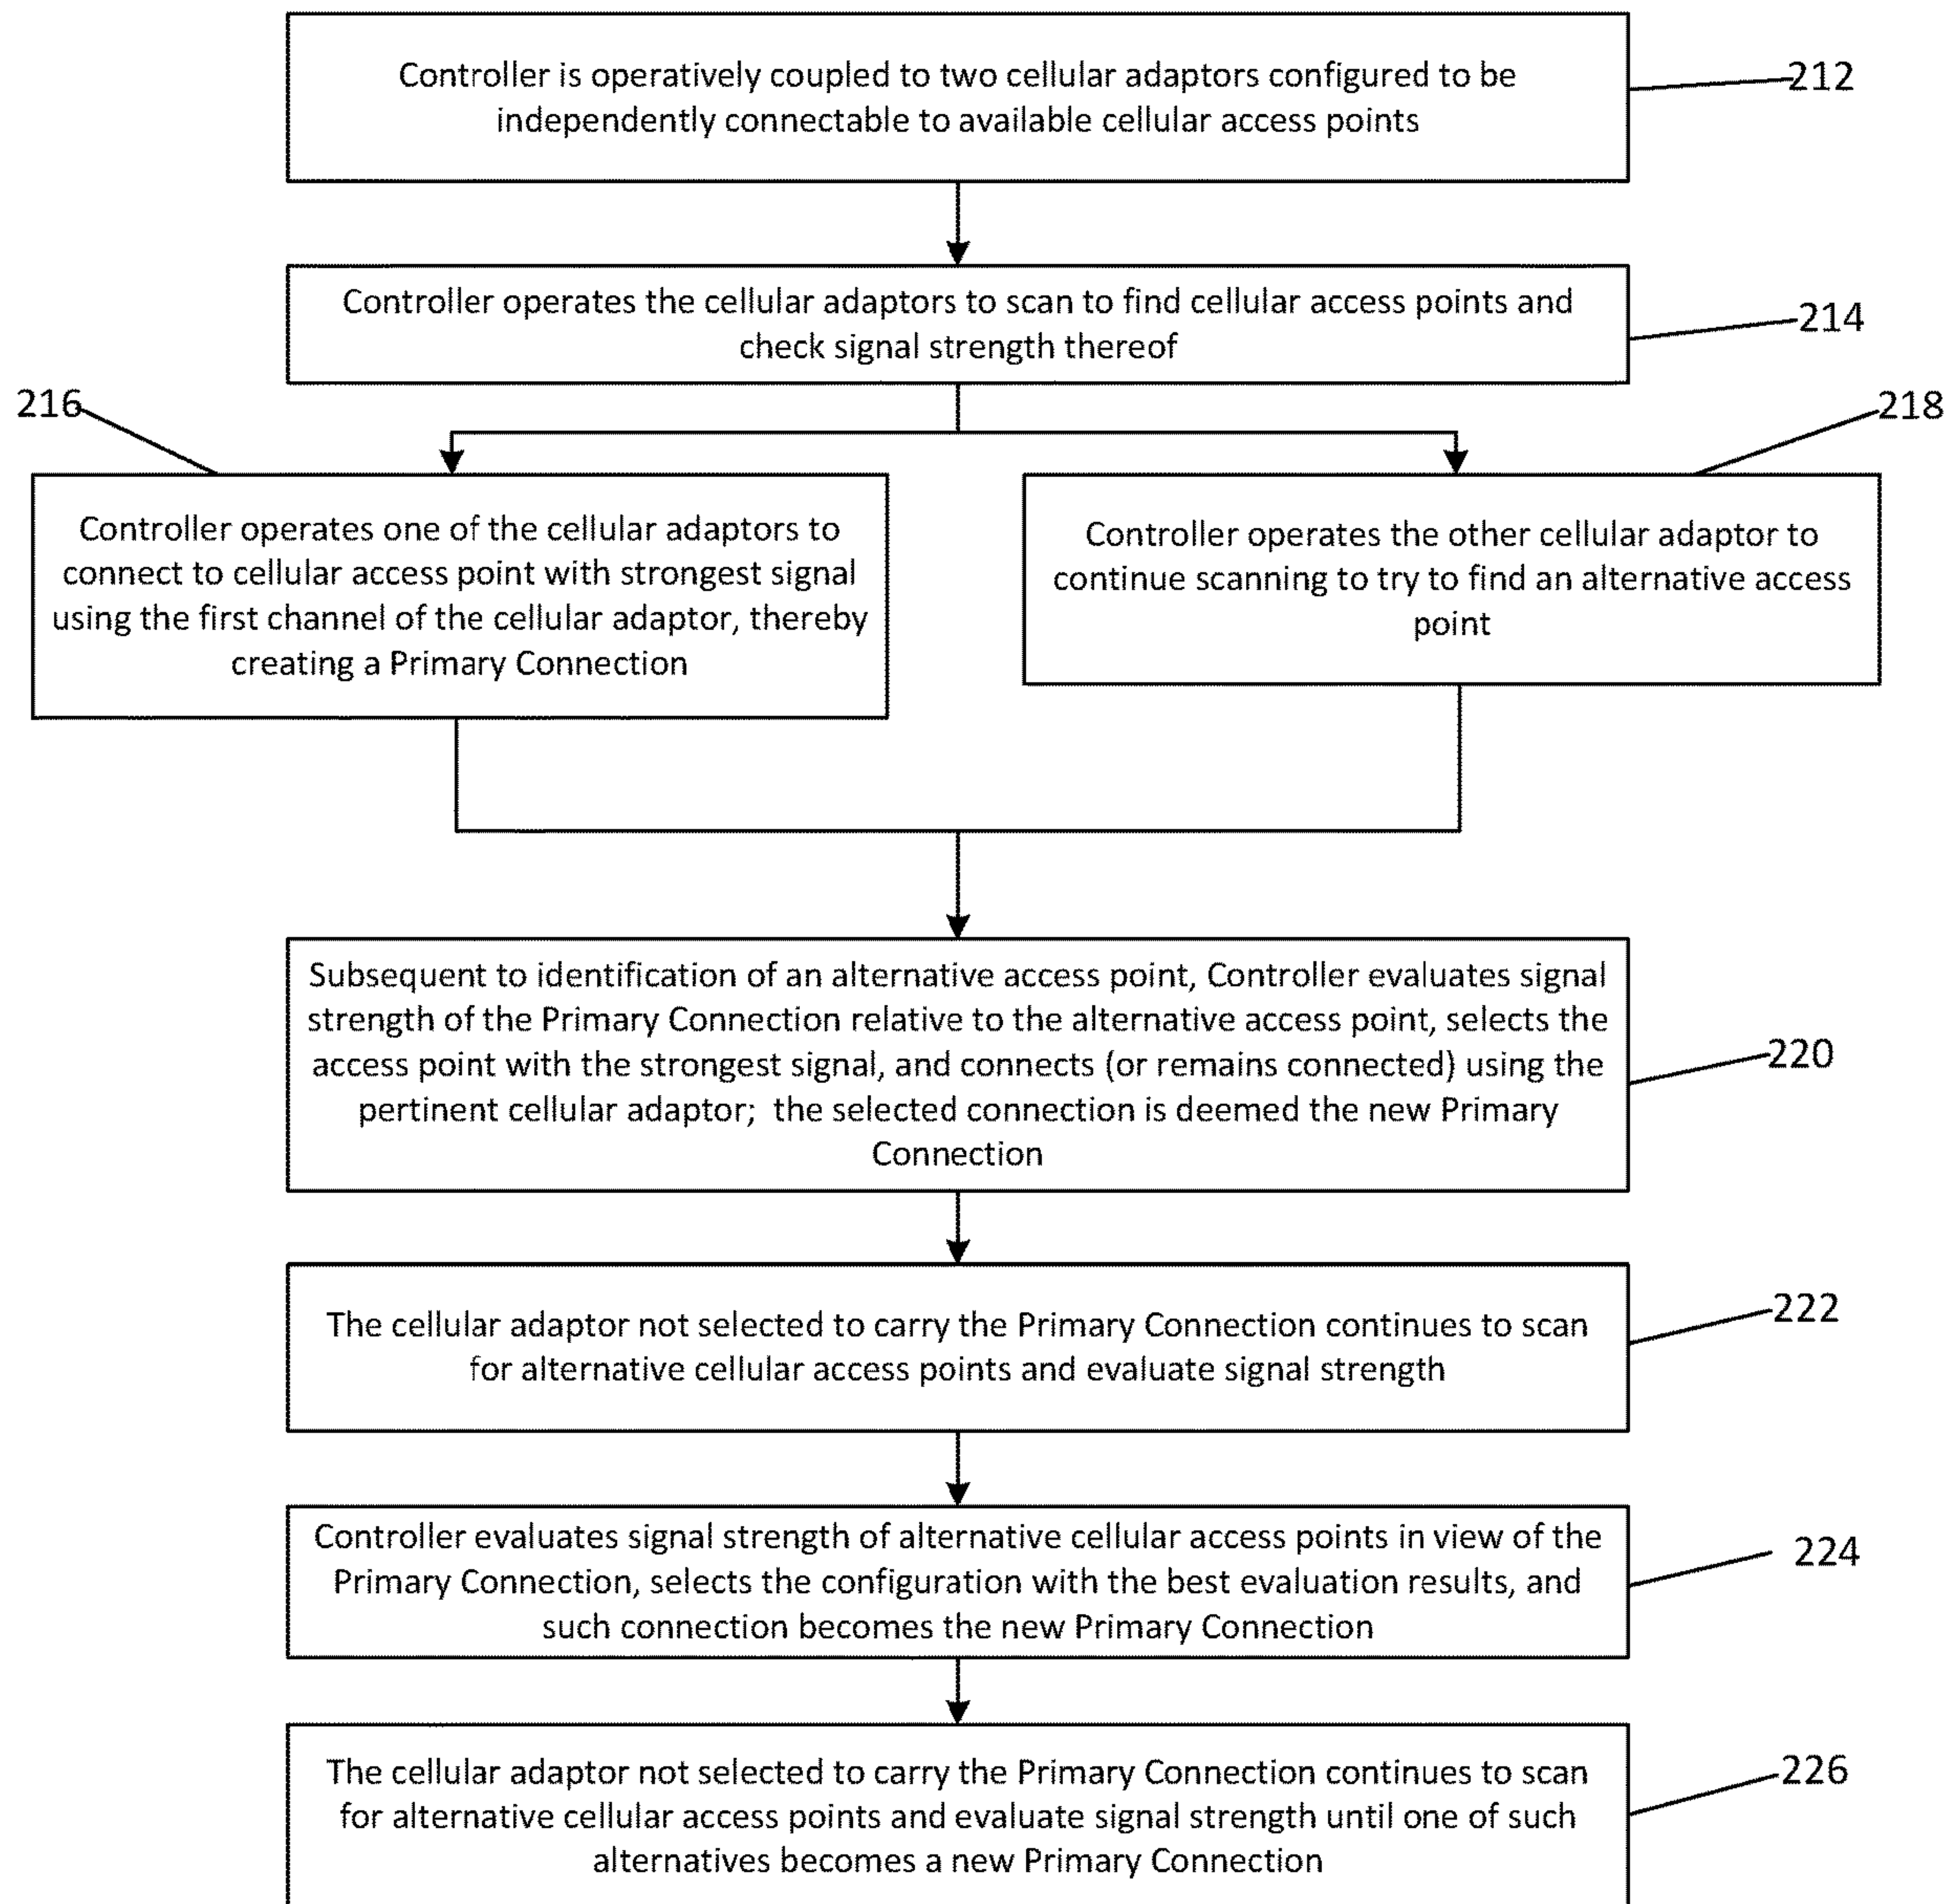 Controller is operatively coupled to two cellular adaptors configured to be
independently connectable to available cellular access points
212
Controller operates the cellular adaptors to scan to find cellular access points and
check signal strength thereof
214
216
218
Controller operates one of the cellular adaptors to
connect to cellular access point with strongest signal
using the first channel of the cellular adaptor, thereby
creating a Primary Connection
Controller operates the other cellular adaptor to
continue scanning to try to find an alternative access
point
Subsequent to identification of an alternative access point, Controller evaluates signal
strength of the Primary Connection relative to the alternative access point, selects the
access point with the strongest signal, and connects (or remains connected) using the
pertinent cellular adaptor; the selected connection is deemed the new Primary
Connection
220
The cellular adaptor not selected to carry the Primary Connection continues to scan
for alternative cellular access points and evaluate signal strength
222
Controller evaluates signal strength of alternative cellular access points in view of the
Primary Connection, selects the configuration with the best evaluation results, and
such connection becomes the new Primary Connection
224
The cellular adaptor not selected to carry the Primary Connection continues to scan
for alternative cellular access points and evaluate signal strength until one of such
alternatives becomes a new Primary Connection
226